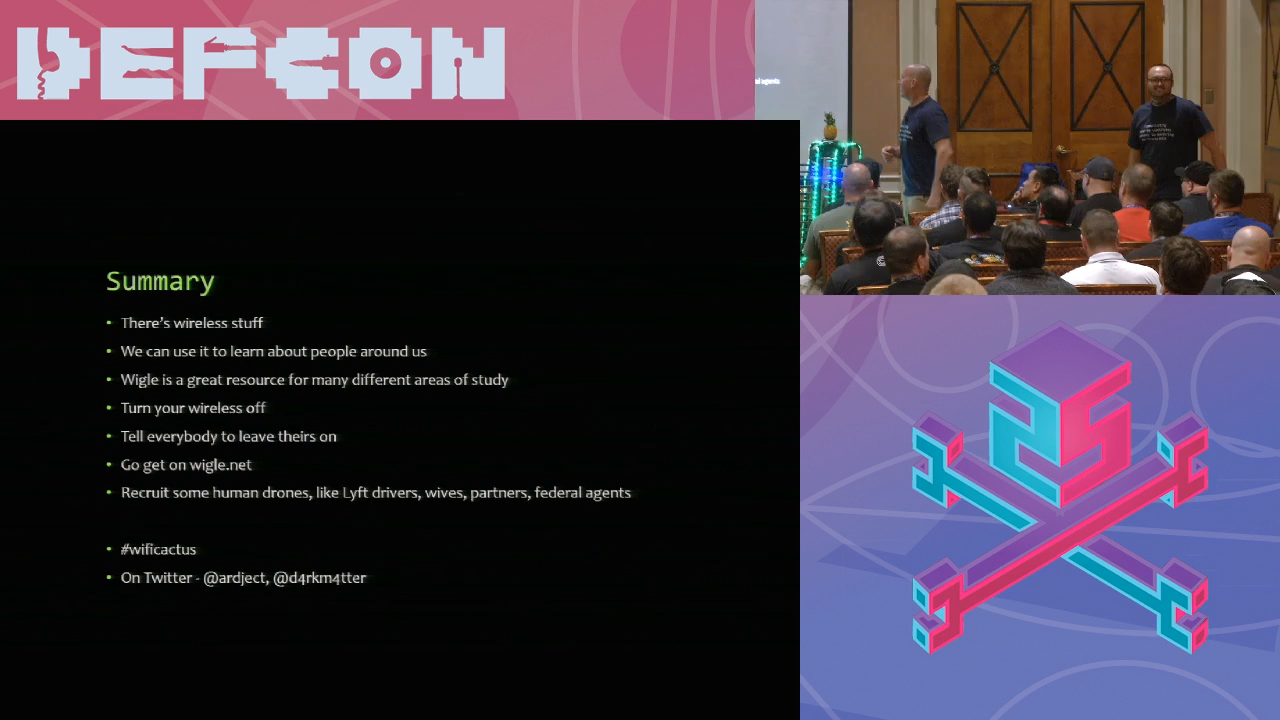 DEFCON
al agents
Summary
• There's wireless stuff
• We can use it to learn about people around us
• Wigle is a great resource for many different areas of study
• Turn your wireless off
• Tell everybody to leave theirs on
• Go get on wigle.net
• Recruit some human drones, like Lyft drivers, wives, partners, federal agents
• #wificactus
• On Twitter - @ardject, @d4rkm4tter